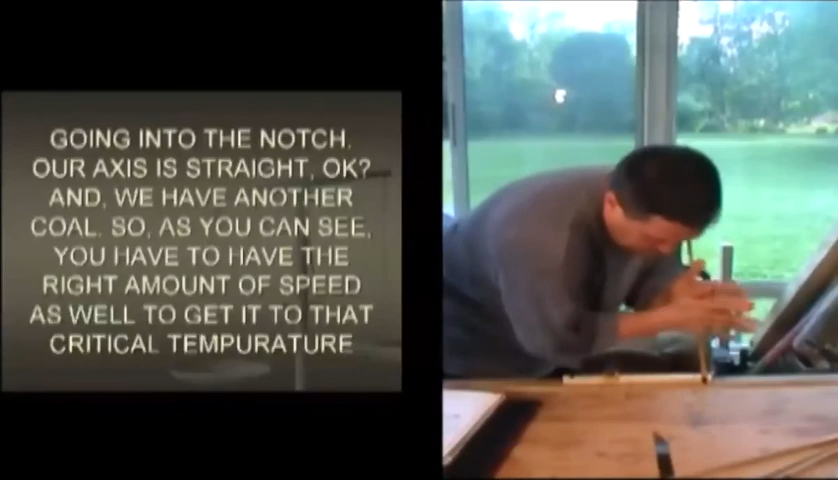 GOING INTO THE NOTCH.
OUR AXIS IS STRAIGHT, OK?
AND, WE HAVE ANOTHER
COAL. SO, AS YOU CAN SEE,
YOU HAVE TO HAVE THE
RIGHT AMOUNT OF SPEED
AS WELL TO GET IT TO THAT
CRITICAL TEMPURATURE